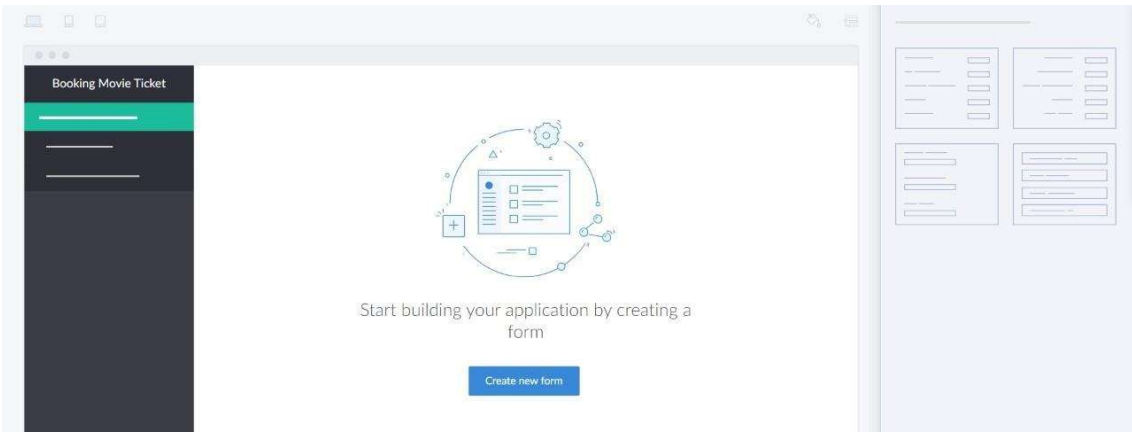 Booking Movie Ticket
Start building your application by creating a
form
Create new form